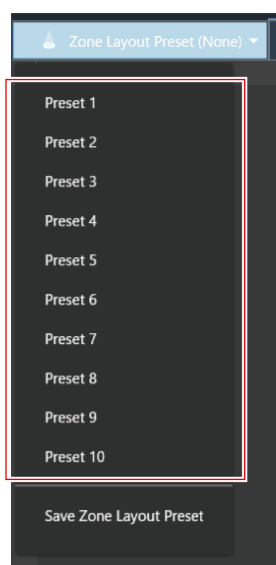 Zone Layout Preset (None)
Preset 1
Preset 2
Preset 3
Preset 4
Preset 5
Preset 6
Preset 7
Preset 8
Preset 9
Preset 10
Save Zone Layout Preset